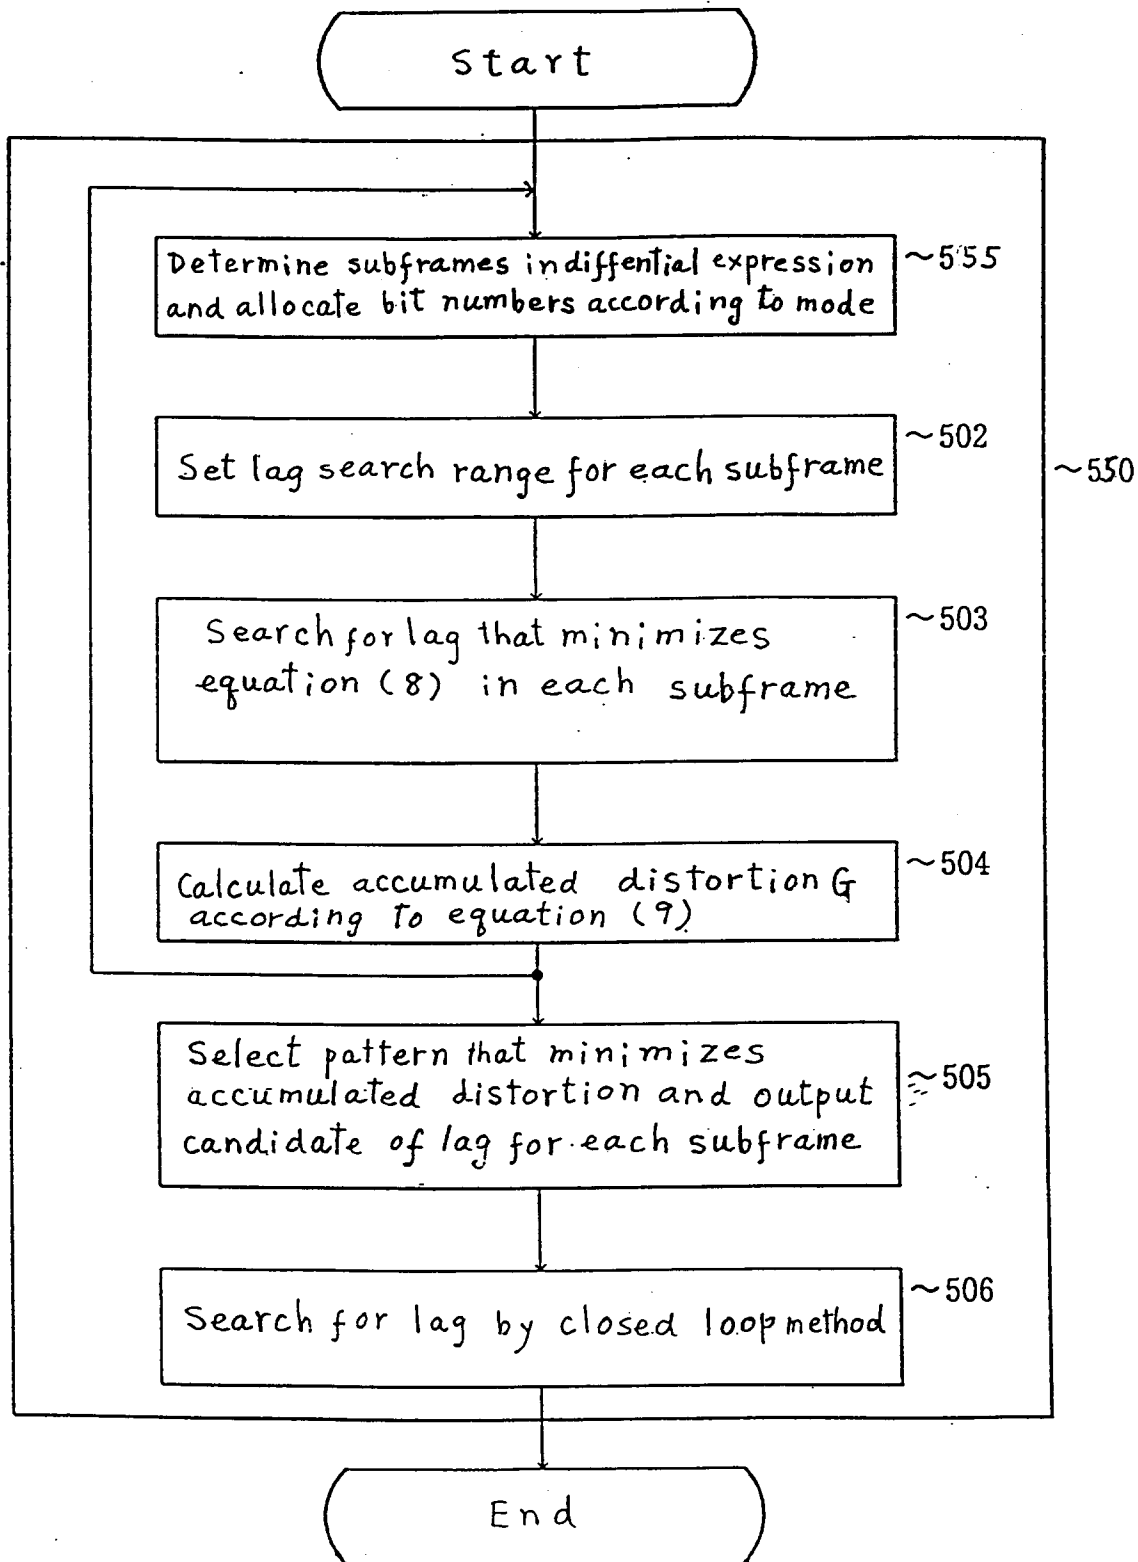 Start
Determine subframes in diffential expression
and allocate bit numbers according to mode
~555
Set lag search range for each subframe
~502
~550
Search for lag that minimizes
equation (8) in each subframe
~503
Calculate accumulated distortion G
according to equation (9)
~504
Select pattern that minimizes
accumulated distortion and output
candidate of lag for each subframe
~505
Search for lag by closed loop method
~506
End